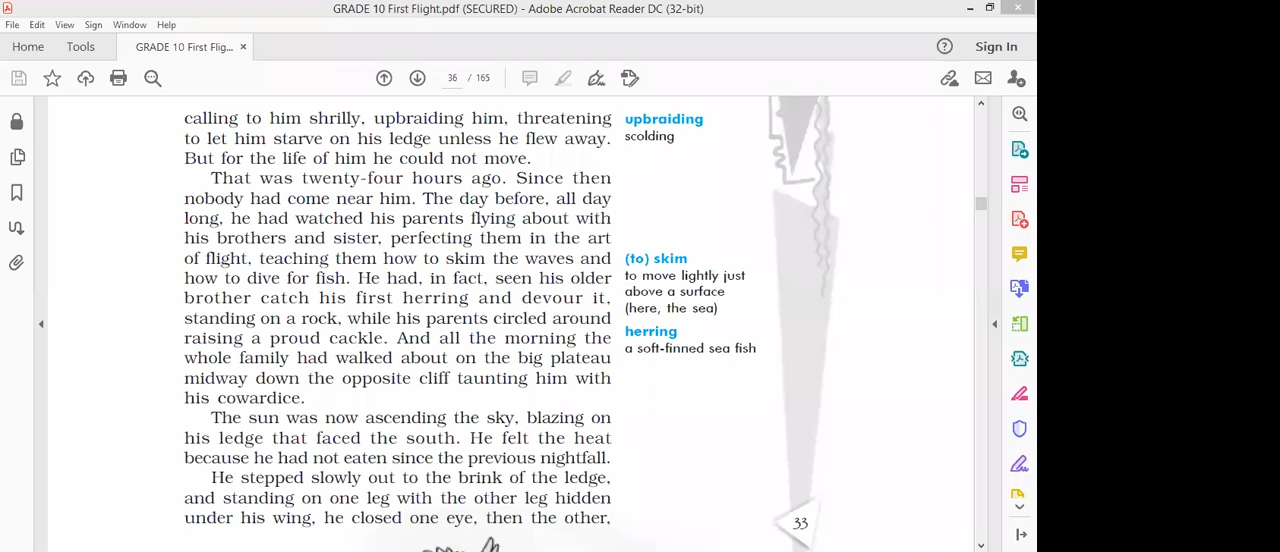 GRADE 10 First Flight.pdf (SECURED) - Adobe Acrobat Reader DC (32-bit)
File Edit View Sign Window Help
Home Tools GRADE 10 First Flig... × Sign In
36 / 165
calling to him shrilly, upbraiding him, threatening
to let him starve on his ledge unless he flew away.
But for the life of him he could not move.
That was twenty-four hours ago. Since then
nobody had come near him. The day before, all day
long, he had watched his parents flying about with
his brothers and sister, perfecting them in the art
of flight, teaching them how to skim the waves and
how to dive for fish. He had, in fact, seen his older
brother catch his first herring and devour it,
standing on a rock, while his parents circled around
raising a proud cackle. And all the morning the
whole family had walked about on the big plateau
midway down the opposite cliff taunting him with
his cowardice.
The sun was now ascending the sky, blazing on
his ledge that faced the south. He felt the heat
because he had not eaten since the previous nightfall.
He stepped slowly out to the brink of the ledge,
and standing on one leg with the other leg hidden
under his wing, he closed one eye, then the other,
upbraiding
scolding
(to) skim
to move lightly just
above a surface
(here, the sea)
herring
a soft-finned sea fish
33